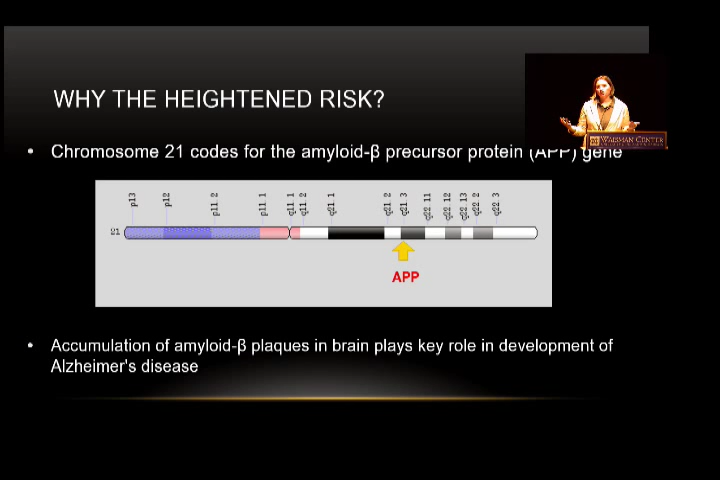 WHY THE HEIGHTENED RISK?
WAISMAN CENTER
• Chromosome 21 codes for the amyloid-β precursor protein (APP) gene
p13 p12 p11.2 p11.1 q11.1 q11.2 q21.1 q21.2 q21.3 q22.11 q22.12 q22.13 q22.2 q22.3
21
APP
• Accumulation of amyloid-β plaques in brain plays key role in development of
Alzheimer's disease